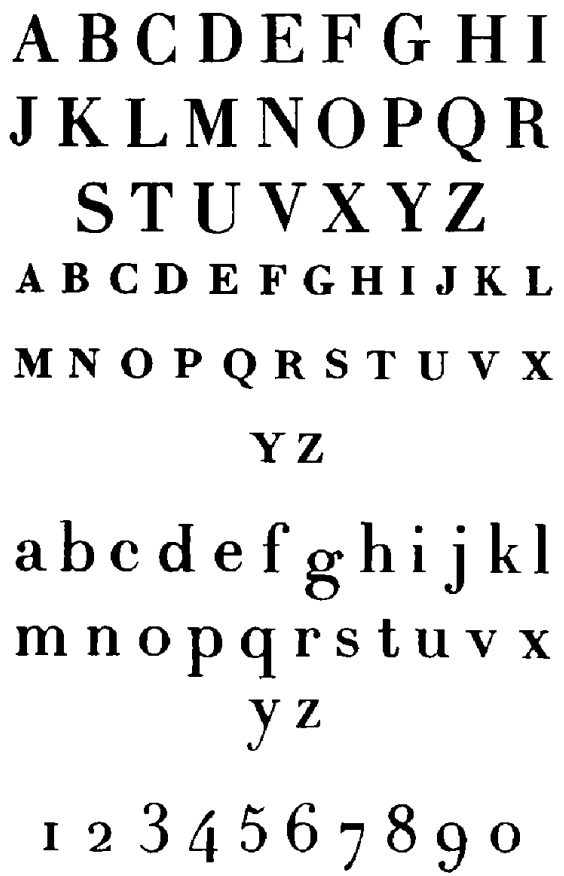 A B C D E F G H I
J K L M N O P Q R
S T U V X Y Z
A B C D E F G H I J K L
M N O P Q R S T U V X
Y Z
a b c d e f g h i j k l
m n o p q r s t u v x
y z
1 2 3 4 5 6 7 8 9 0